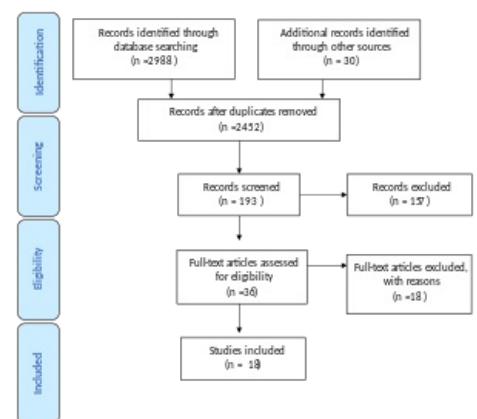 Identification
Records identified through
database searching
(n =2988 )
Additional records identified
through other sources
(n = 30)
Records after duplicates removed
(n =2452)
Screening
Records screened
(n = 193 )
Records excluded
(n = 157 )
Eligibility
Full-text articles assessed
for eligibility
(n =36)
Full-text articles excluded,
with reasons
(n =18 )
Included
Studies included
(n = 18)